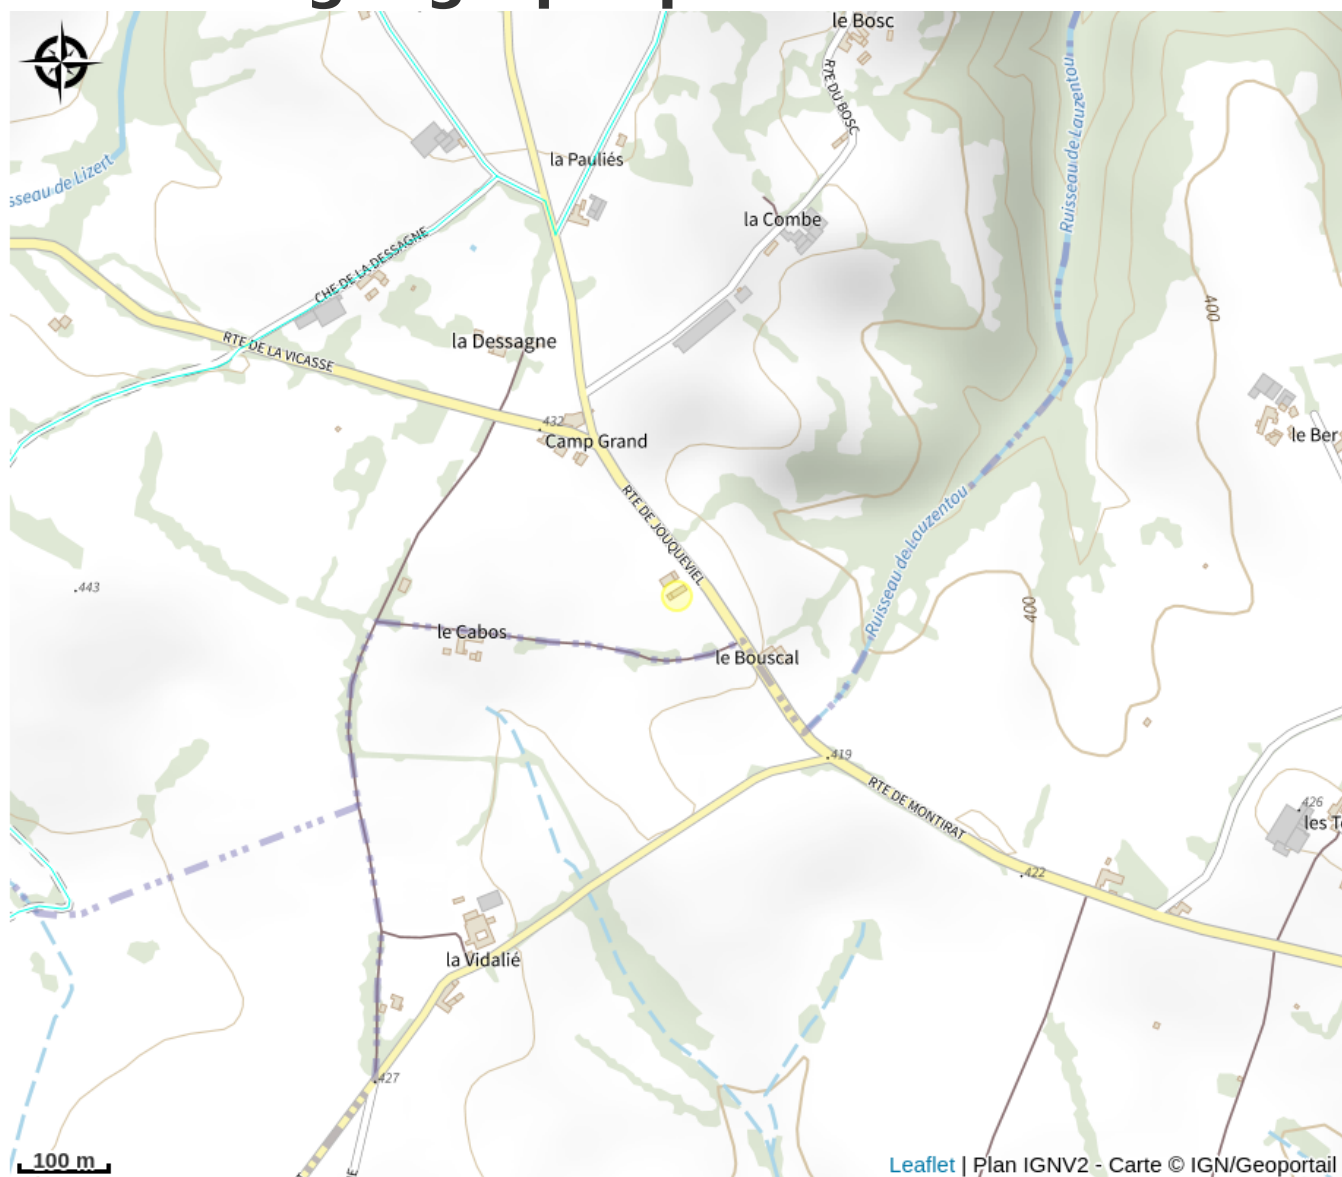 le Bosc
RTE DU BOSC
Ruisseau de Lauzentou
la Pauliés
sseau de Lizert
la Combe
CHE DE LA DESSAGNE
400
RTE DE LA VICASSE
la Dessagne
432
Camp Grand
le Ber
RTE DE JOUQUEVIEL
Ruisseau de Lauzentou
443
400
le Cabos
le Bouscal
419
RTE DE MONTIRAT
426
les T
422
la Vidalié
427
100 m
Leaflet | Plan IGNV2 - Carte © IGN/Geoportail